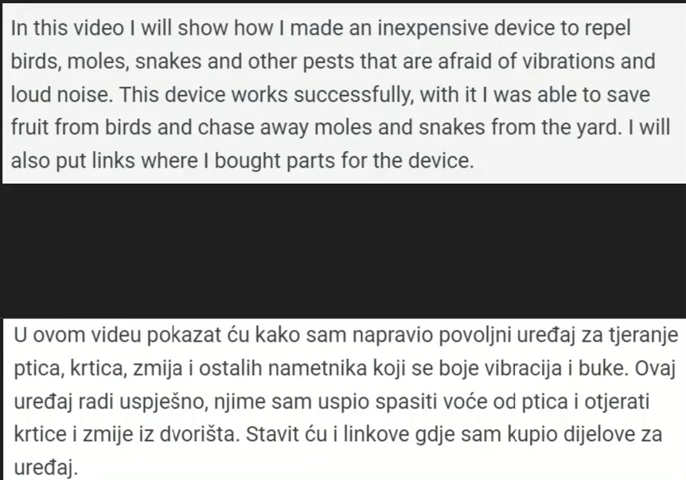 In this video I will show how I made an inexpensive device to repel
birds, moles, snakes and other pests that are afraid of vibrations and
loud noise. This device works successfully, with it I was able to save
fruit from birds and chase away moles and snakes from the yard. I will
also put links where I bought parts for the device.
U ovom videu pokazat ću kako sam napravio povoljni uređaj za tjeranje
ptica, krtica, zmija i ostalih nametnika koji se boje vibracija i buke. Ovaj
uređaj radi uspješno, njime sam uspio spasiti voće od ptica i otjerati
krtice i zmije iz dvorišta. Stavit ću i linkove gdje sam kupio dijelove za
uređaj.